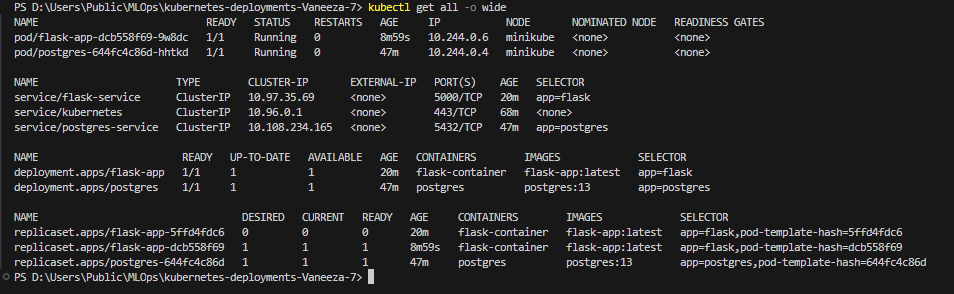 PS D:\Users\Public\MLOps\kubernetes-deployments-Vaneeza-7> kubectl get all -o wide
NAME READY STATUS RESTARTS AGE IP NODE NOMINATED NODE READINESS GATES
pod/flask-app-dcb558f69-9w8dc 1/1 Running 0 8m59s 10.244.0.6 minikube <none> <none>
pod/postgres-644fc4c86d-hhtkd 1/1 Running 0 47m 10.244.0.4 minikube <none> <none>
NAME TYPE CLUSTER-IP EXTERNAL-IP PORT(S) AGE SELECTOR
service/flask-service ClusterIP 10.97.35.69 <none> 5000/TCP 20m app=flask
service/kubernetes ClusterIP 10.96.0.1 <none> 443/TCP 68m <none>
service/postgres-service ClusterIP 10.108.234.165 <none> 5432/TCP 47m app=postgres
NAME READY UP-TO-DATE AVAILABLE AGE CONTAINERS IMAGES SELECTOR
deployment.apps/flask-app 1/1 1 1 20m flask-container flask-app:latest app=flask
deployment.apps/postgres 1/1 1 1 47m postgres postgres:13 app=postgres
NAME DESIRED CURRENT READY AGE CONTAINERS IMAGES SELECTOR
replicaset.apps/flask-app-5ffd4fdc6 0 0 0 20m flask-container flask-app:latest app=flask,pod-template-hash=5ffd4fdc6
replicaset.apps/flask-app-dcb558f69 1 1 1 8m59s flask-container flask-app:latest app=flask,pod-template-hash=dcb558f69
replicaset.apps/postgres-644fc4c86d 1 1 1 47m postgres postgres:13 app=postgres,pod-template-hash=644fc4c86d
PS D:\Users\Public\MLOps\kubernetes-deployments-Vaneeza-7>